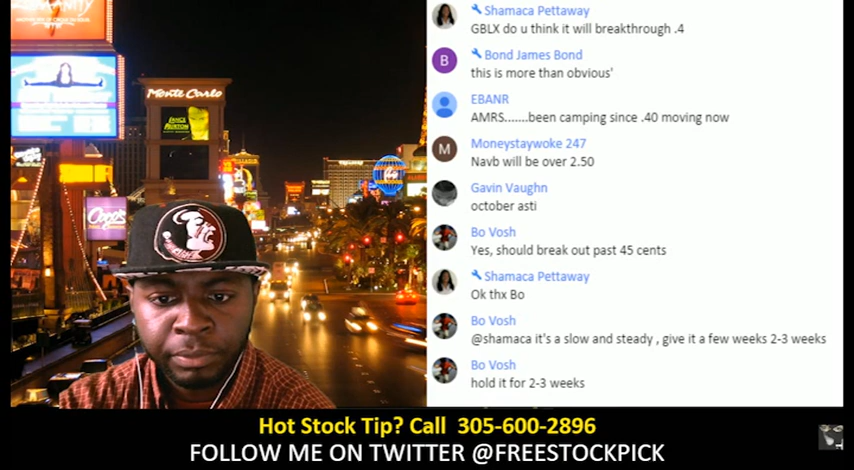 INSANITY
Monte Carlo
LANCE
BURTON
Coco's
Shamaca Pettaway
GBLX do u think it will breakthrough .4
B
Bond James Bond
this is more than obvious'
EBANR
AMRS.......been camping since .40 moving now
M
Moneystaywoke 247
Navb will be over 2.50
Gavin Vaughn
october asti
Bo Vosh
Yes, should break out past 45 cents
Shamaca Pettaway
Ok thx Bo
Bo Vosh
@shamaca it's a slow and steady , give it a few weeks 2-3 weeks
Bo Vosh
hold it for 2-3 weeks
Hot Stock Tip? Call 305-600-2896
FOLLOW ME ON TWITTER @FREESTOCKPICK